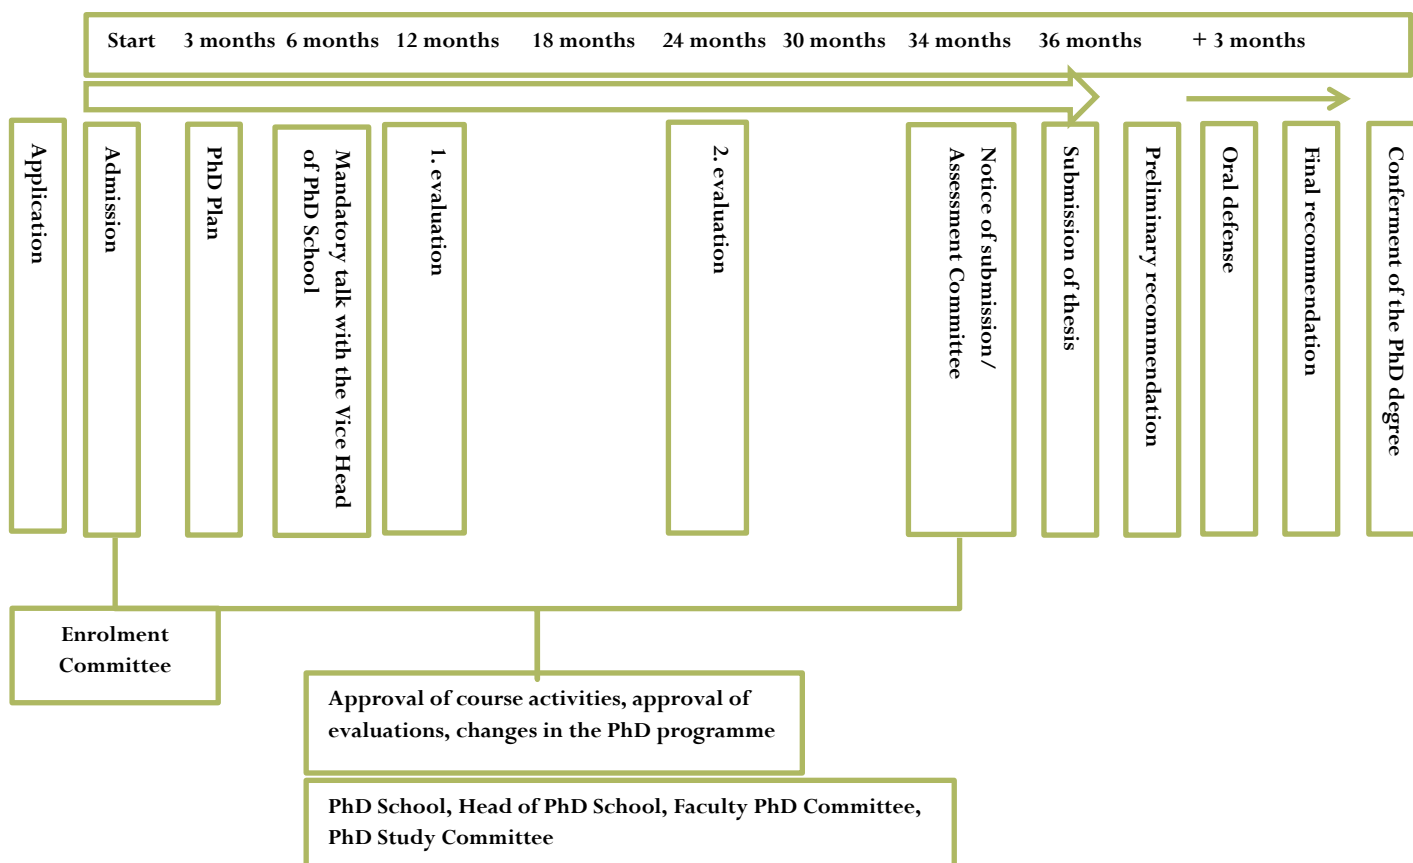 Start 3 months 6 months 12 months 18 months 24 months 30 months 34 months 36 months + 3 months
Application
Admission
PhD Plan
Mandatory talk with the Vice Head
of PhD School
1. evaluation
2. evaluation
Notice of submission/
Assessment Committee
Submission of thesis
Preliminary recommendation
Oral defense
Final recommendation
Conferment of the PhD degree
Enrolment
Committee
Approval of course activities, approval of
evaluations, changes in the PhD programme
PhD School, Head of PhD School, Faculty PhD Committee,
PhD Study Committee